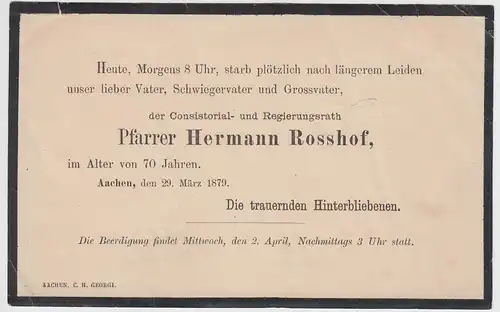 Heute, Morgens 8 Uhr, starb plötzlich nach längerem Leiden
unser lieber Vater, Schwiegervater und Grossvater,
der Consistorial- und Regierungsrath
Pfarrer Hermann Rosshof,
im Alter von 70 Jahren.
Aachen, den 29. März 1879.
Die trauernden Hinterbliebenen.
Die Beerdigung findet Mittwoch, den 2. April, Nachmittags 3 Uhr statt.
AACHEN. C. H. GEORGI.